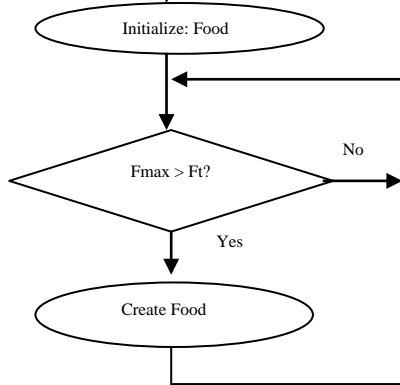 Initialize: Food
Fmax > Ft?
No
Yes
Create Food